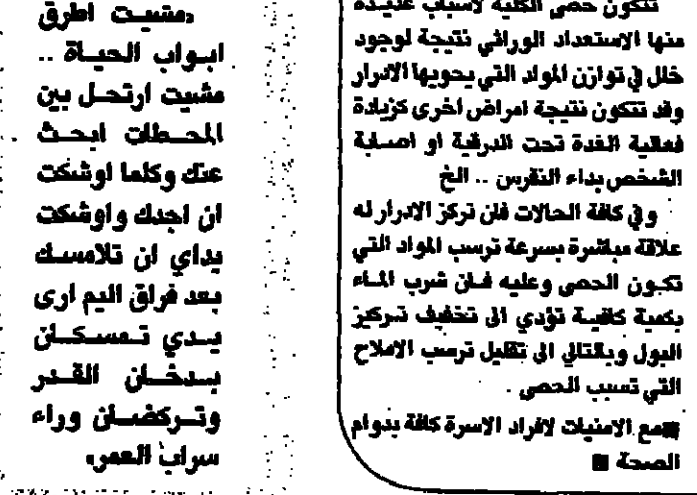 تتكون حصى الكلية لاسباب عديدة
منها الاستعداد الوراثي نتيجة لوجود
خلل في توازن المواد التي يحويها الادرار
وقد تتكون نتيجة امراض اخرى كزيادة
فعالية الغدة تحت الدرقية او اصابة
الشخص بداء النقرس .. الخ
وفي كافة الحالات فان تركز الادرار له
علاقة مباشرة بسرعة ترسب المواد التي
تكون الحصى وعليه فان شرب الماء
بكمية كافية تؤدي الى تخفيف تركيز
البول وبالتالي الى تقليل ترسب الاملاح
التي تسبب الحصى .
■مع الامنيات لافراد الاسرة كافة بدوام
الصحة ■
«مشيت اطرق
ابواب الحياة ..
مشيت ارتحل بين
المحطات ابحث
عنك وكلما اوشكت
ان اجدك واوشكت
يداي ان تلامسك
بعد فراق اليم ارى
يدي تمسكان
بدخان القدر
وتركضان وراء
سراب العمر»